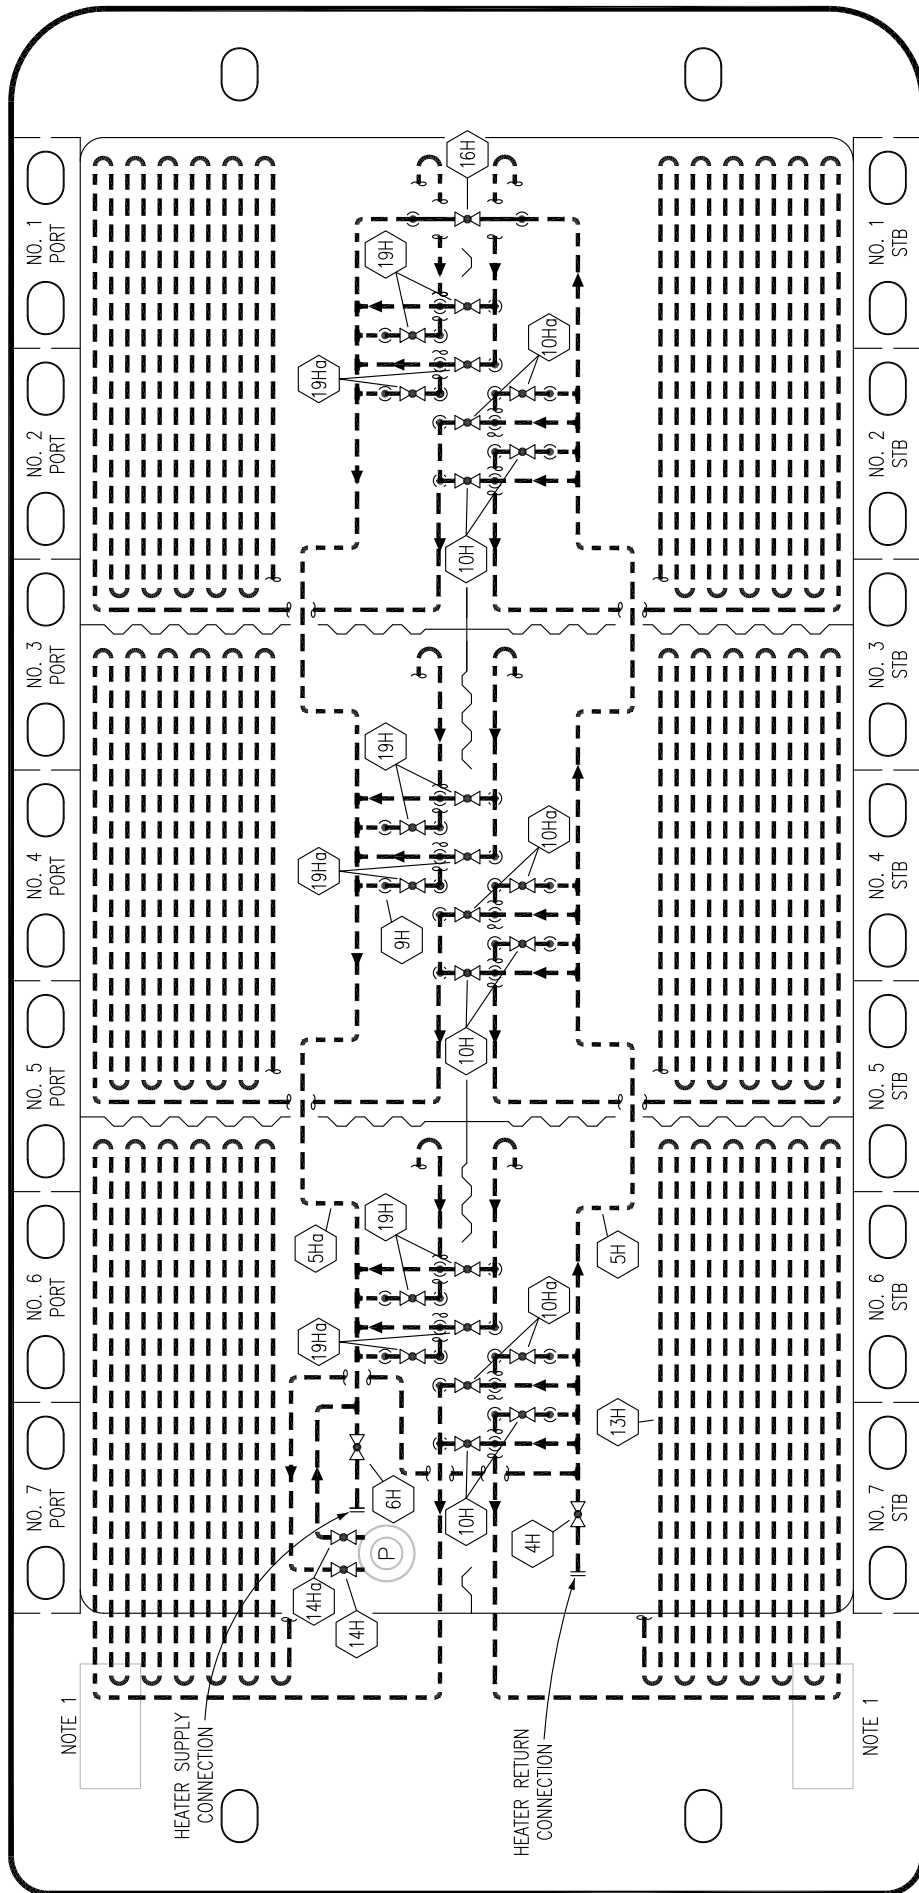 16H
NO. 1
PORT
19H
NO. 1
STB
10Ha
19Ha
NO. 2
PORT
NO. 2
STB
10H
NO. 3
PORT
NO. 3
STB
19H
10Ha
19Ha
NO. 4
PORT
9H
NO. 4
STB
10H
NO. 5
PORT
NO. 5
STB
19H
5Ha
5H
NO. 6
PORT
10Ha
NO. 6
STB
19Ha
13H
6H
NO. 7
PORT
10H
4H
NO. 7
STB
P
14Ha
14H
NOTE 1
NOTE 1
HEATER SUPPLY
CONNECTION
HEATER RETURN
CONNECTION